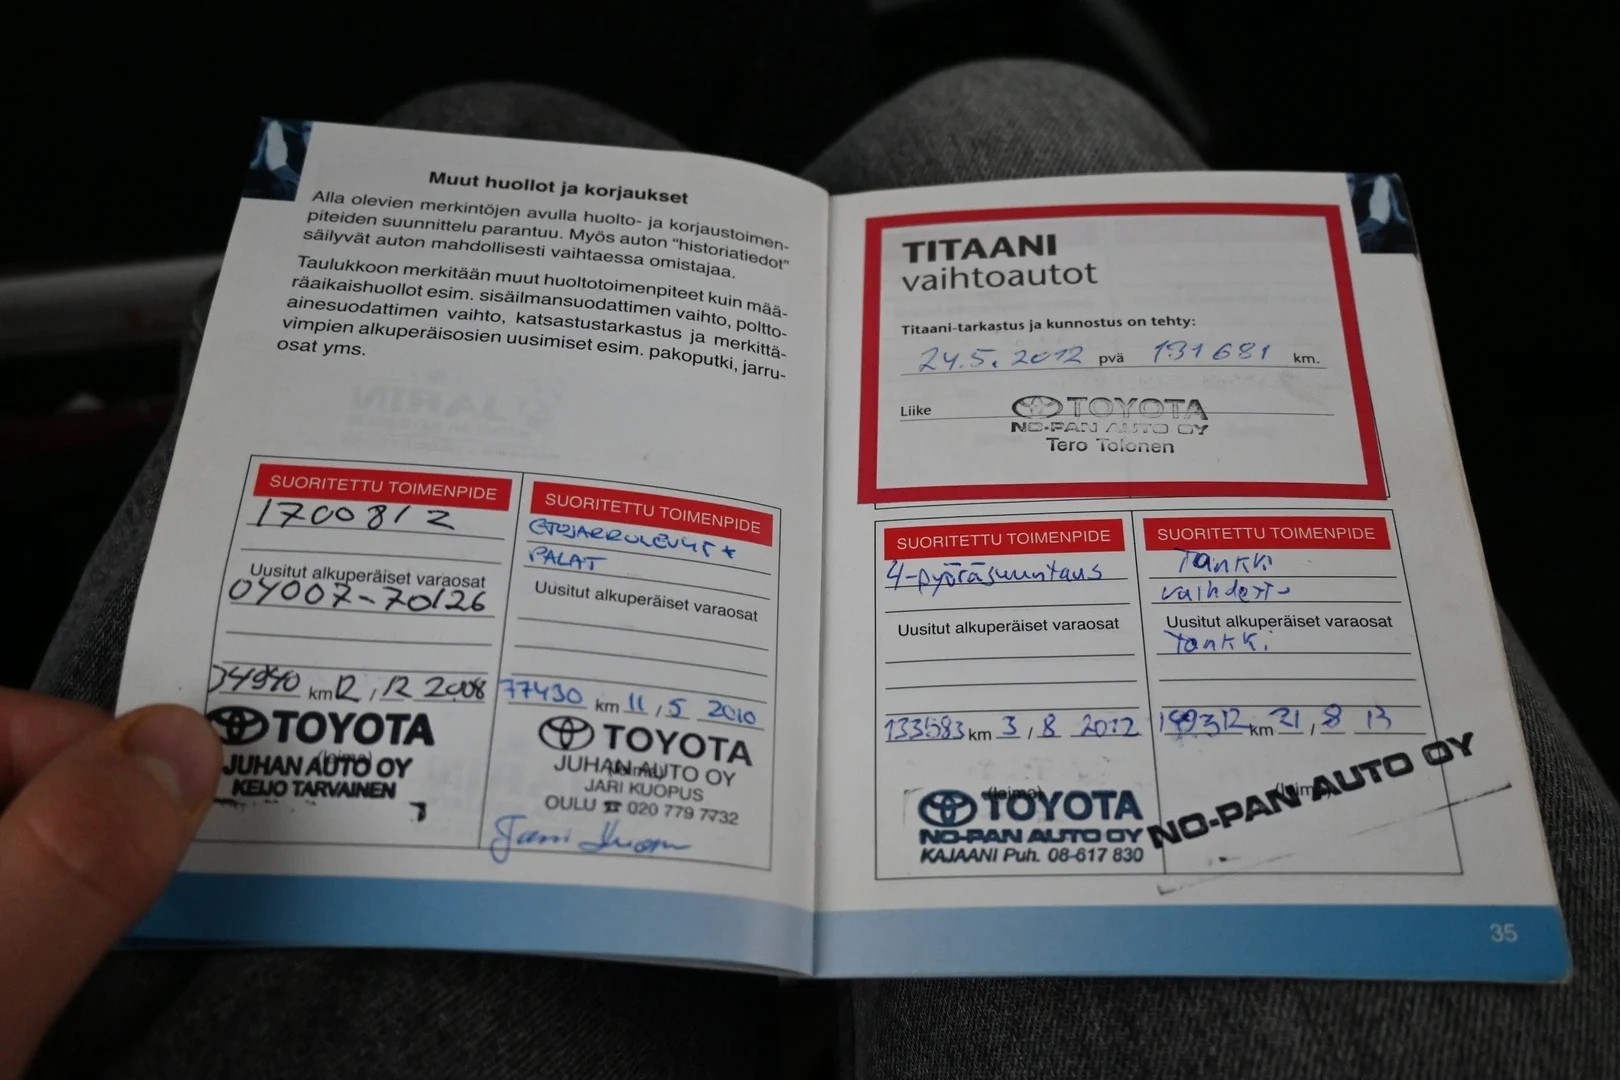 Muut huollot ja korjaukset
Alla olevien merkintöjen avulla huolto- ja korjaustoimen-
piteiden suunnittelu parantuu. Myös auton "historiatiedot"
säilyvät auton mahdollisesti vaihtaessa omistajaa.
Taulukkoon merkitään muut huoltotoimenpiteet kuin mää-
räaikaishuollot esim. sisäilmansuodattimen vaihto, poltto-
ainesuodattimen vaihto, katsastustarkastus ja merkittä-
vimpien alkuperäisosien uusimiset esim. pakoputki, jarru-
osat yms.
SUORITETTU TOIMENPIDE
1700812
Uusitut alkuperäiset varaosat
04007-70126
34940 km 12 , 12 2008
TOYOTA
(leima)
JUHAN AUTO OY
KEIJO TARVAINEN
SUORITETTU TOIMENPIDE
ETUJARRULEVYT +
PALAT
Uusitut alkuperäiset varaosat
77430 km 11 , 5 2010
TOYOTA
(leima)
JUHAN AUTO OY
JARI KUOPUS
OULU ☎ 020 779 7732
TITAANI
vaihtoautot
Titaani-tarkastus ja kunnostus on tehty:
24.5.2012 pvä 131681 km.
Liike
TOYOTA
NO-PAN AUTO OY
Tero Tolonen
SUORITETTU TOIMENPIDE
4-pyöräsuuntaus
Uusitut alkuperäiset varaosat
133583 km 3 , 8 2012
(leima)
TOYOTA
NO-PAN AUTO OY
KAJAANI Puh. 08-617 830
SUORITETTU TOIMENPIDE
Tankki
vaihdettu
Uusitut alkuperäiset varaosat
Tankki
km 21 , 8 13
(leima)
NO-PAN AUTO OY
35